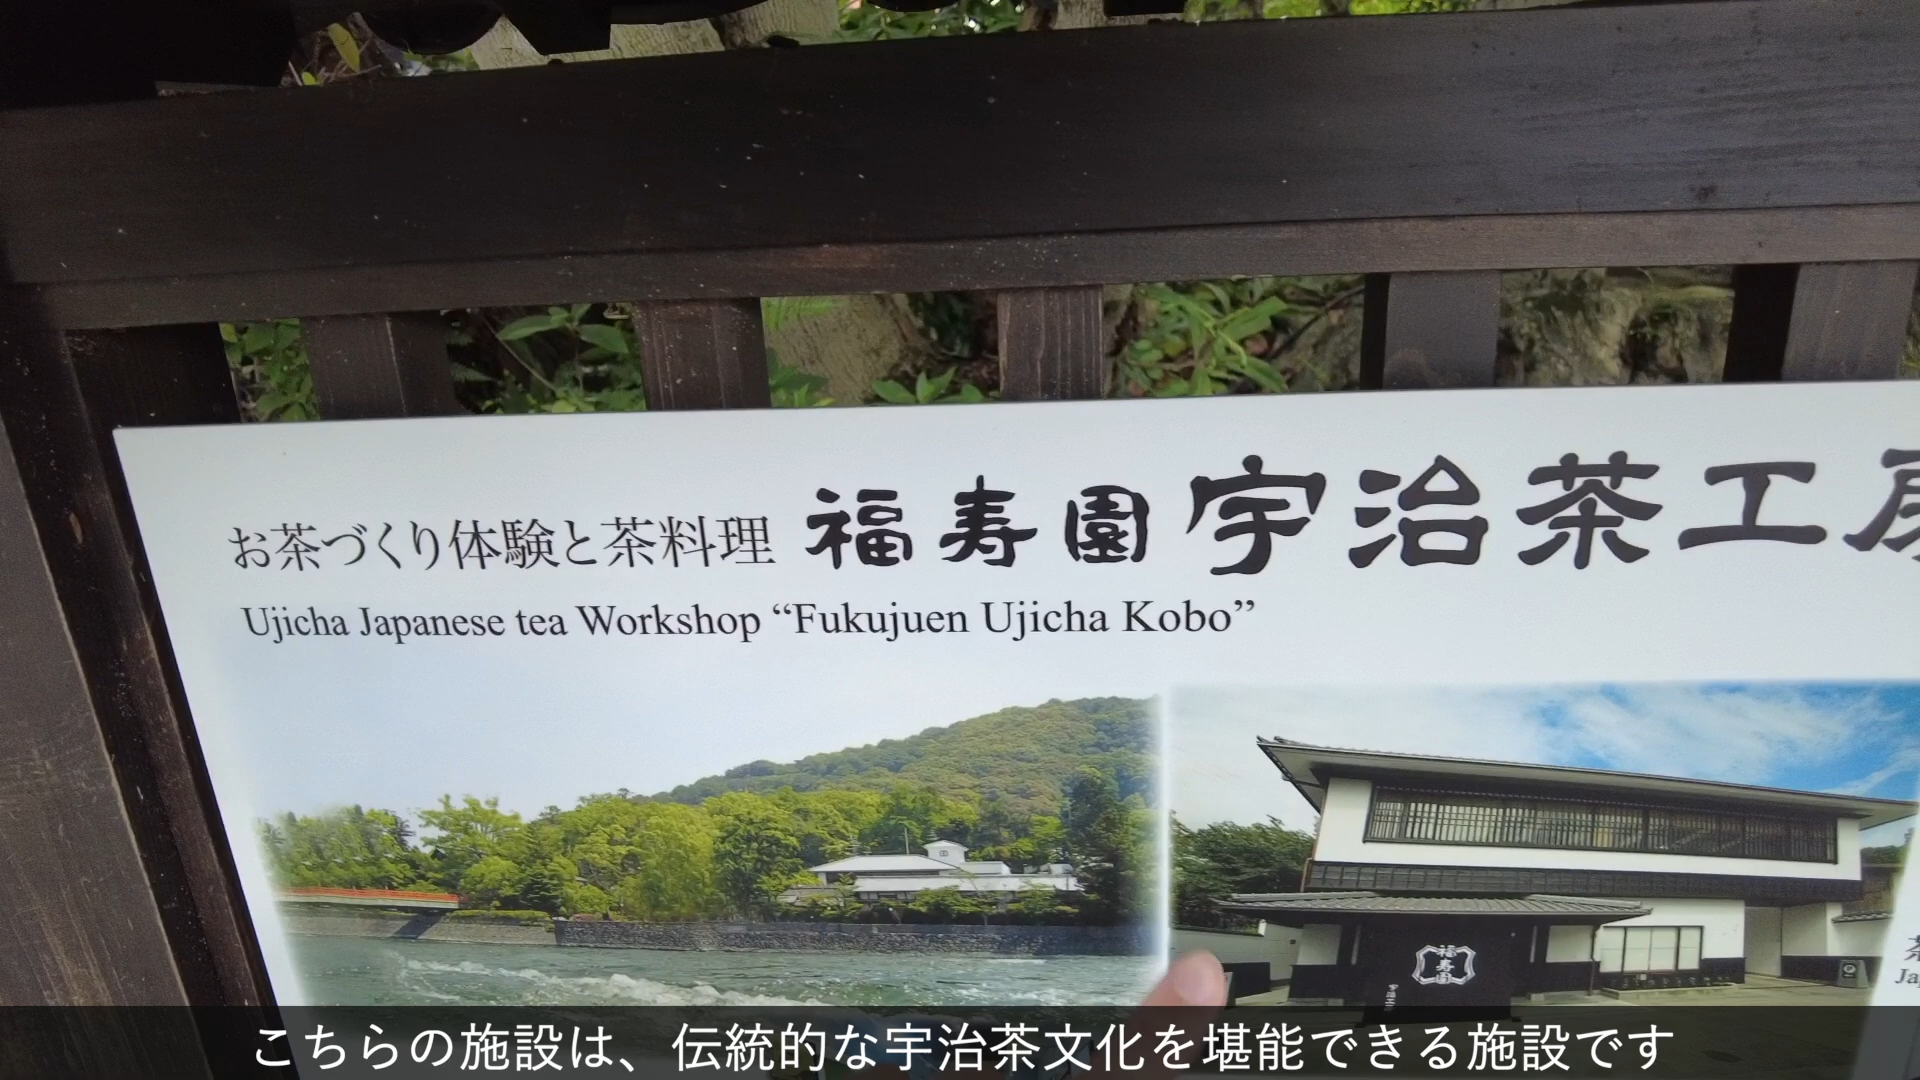 お茶づくり体験と茶料理 福寿園 宇治茶工房
Ujicha Japanese tea Workshop “Fukujuen Ujicha Kobo”
福寿園
こちらの施設は、伝統的な宇治茶文化を堪能できる施設です